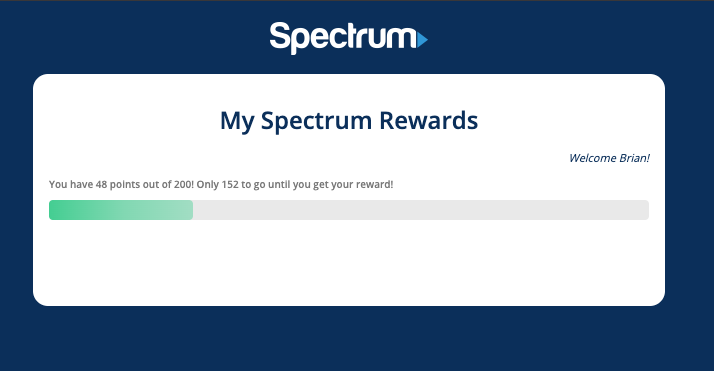 Spectrum
My Spectrum Rewards
Welcome Brian!
You have 48 points out of 200! Only 152 to go until you get your reward!